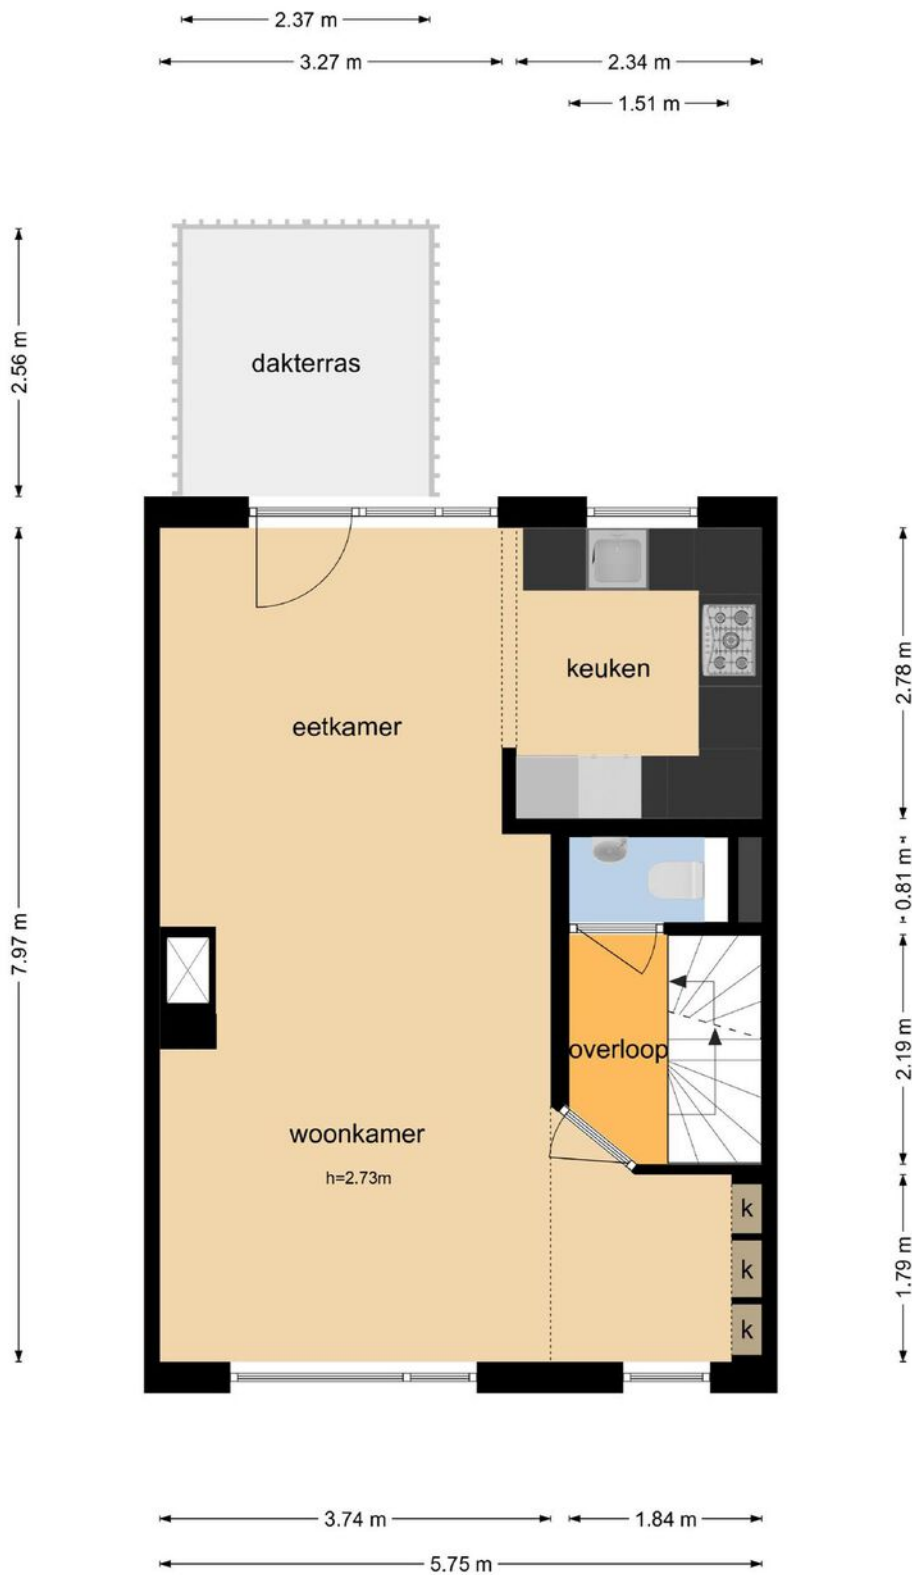 2.37 m
3.27 m
2.34 m
1.51 m
2.56 m
dakterras
keuken
2.78 m
eetkamer
0.81 m
7.97 m
overloop
2.19 m
woonkamer
h=2.73m
k
k
k
1.79 m
3.74 m
1.84 m
5.75 m